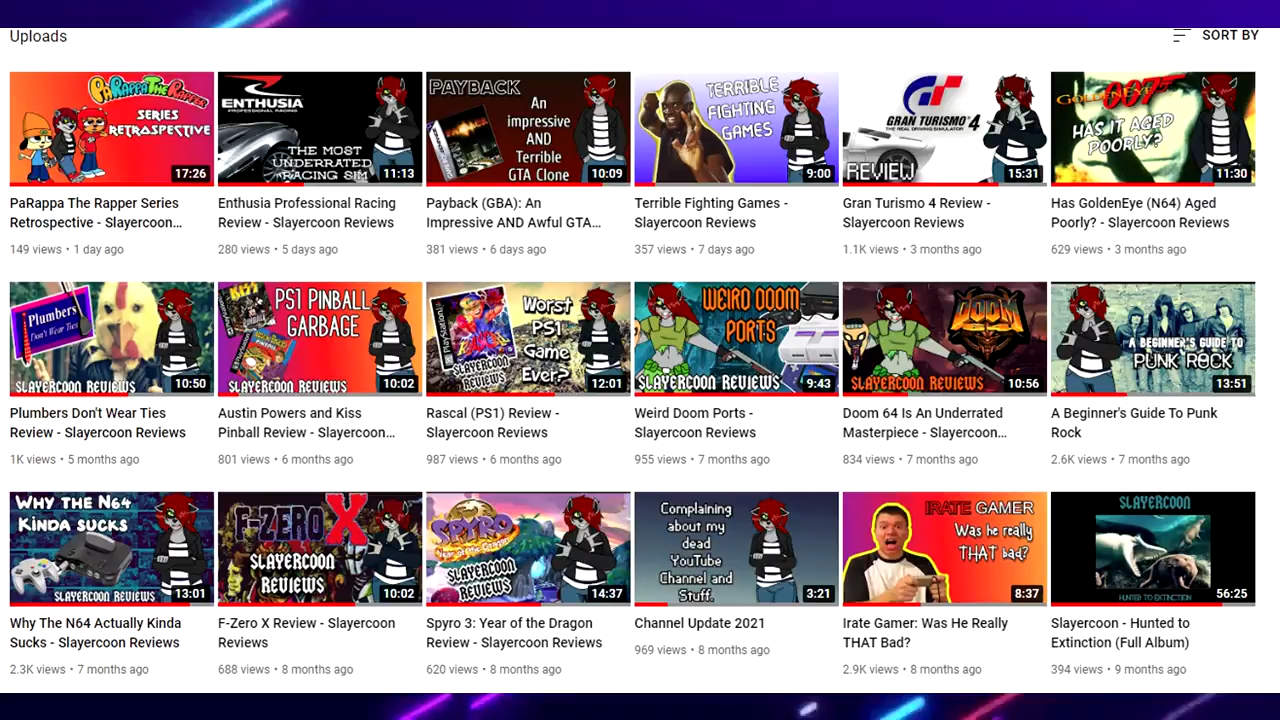 Uploads
SORT BY
PARAPPA THE RAPPER
SERIES
RETROSPECTIVE
17:26
ENTHUSIA
PROFESSIONAL RACING
THE MOST
UNDERRATED
RACING SIM
11:13
PAYBACK
An
impressive
AND
Terrible
GTA Clone
10:09
TERRIBLE
FIGHTING
GAMES
9:00
GRAN TURISMO 4
THE REAL DRIVING SIMULATOR
REVIEW
15:31
GOLDENEYE 007
HAS IT AGED
POORLY?
11:30
PaRappa The Rapper Series
Retrospective - Slayercoon...
149 views • 1 day ago
Enthusia Professional Racing
Review - Slayercoon Reviews
280 views • 5 days ago
Payback (GBA): An
Impressive AND Awful GTA...
381 views • 6 days ago
Terrible Fighting Games -
Slayercoon Reviews
357 views • 7 days ago
Gran Turismo 4 Review -
Slayercoon Reviews
1.1K views • 3 months ago
Has GoldenEye (N64) Aged
Poorly? - Slayercoon Reviews
629 views • 3 months ago
Plumbers
Don't Wear Ties
SLAYERCOON REVIEWS
10:50
KISS
PS1 PINBALL
GARBAGE
SLAYERCOON REVIEWS
10:02
PlayStation
WORST
PS1
GAME
EVER?
SLAYERCOON
REVIEWS
12:01
WEIRD DOOM
PORTS
SLAYERCOON REVIEWS
9:43
DOOM
SLAYERCOON REVIEWS
10:56
A BEGINNER'S GUIDE TO
PUNK ROCK
13:51
Plumbers Don't Wear Ties
Review - Slayercoon Reviews
1K views • 5 months ago
Austin Powers and Kiss
Pinball Review - Slayercoon...
801 views • 6 months ago
Rascal (PS1) Review -
Slayercoon Reviews
987 views • 6 months ago
Weird Doom Ports -
Slayercoon Reviews
955 views • 7 months ago
Doom 64 Is An Underrated
Masterpiece - Slayercoon...
834 views • 7 months ago
A Beginner's Guide To Punk
Rock
2.6K views • 7 months ago
WHY THE N64
KINDA SUCKS
SLAYERCOON REVIEWS
13:01
F-ZERO X
SLAYERCOON
REVIEWS
10:02
SPYRO
Year of the Dragon
SLAYERCOON
REVIEWS
14:37
Complaining
about my
dead
YouTube
Channel and
Stuff.
3:21
IRATE GAMER
Was he really
THAT bad?
8:37
SLAYERCOON
HUNTED TO EXTINCTION
56:25
Why The N64 Actually Kinda
Sucks - Slayercoon Reviews
2.3K views • 7 months ago
F-Zero X Review - Slayercoon
Reviews
688 views • 8 months ago
Spyro 3: Year of the Dragon
Review - Slayercoon Reviews
620 views • 8 months ago
Channel Update 2021
969 views • 8 months ago
Irate Gamer: Was He Really
THAT Bad?
2.9K views • 8 months ago
Slayercoon - Hunted to
Extinction (Full Album)
394 views • 9 months ago